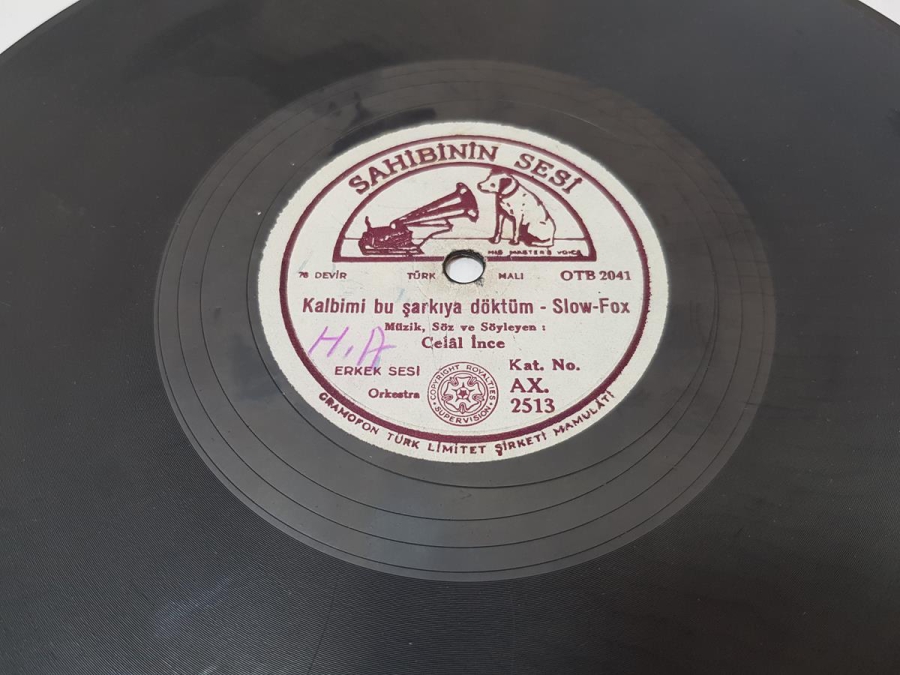 SAHİBİNİN SESİ
HIS MASTER'S VOICE
78 DEVİR TÜRK MALI OTB 2041
Kalbimi bu şarkıya döktüm - Slow-Fox
Müzik, Söz ve Söyleyen :
Celâl İnce
H.A
ERKEK SESİ
Orkestra
COPYRIGHT ROYALTIES
SUPERVISION
Kat. No.
AX.
2513
GRAMOFON TÜRK LİMİTET ŞİRKETİ MAMULÂTI